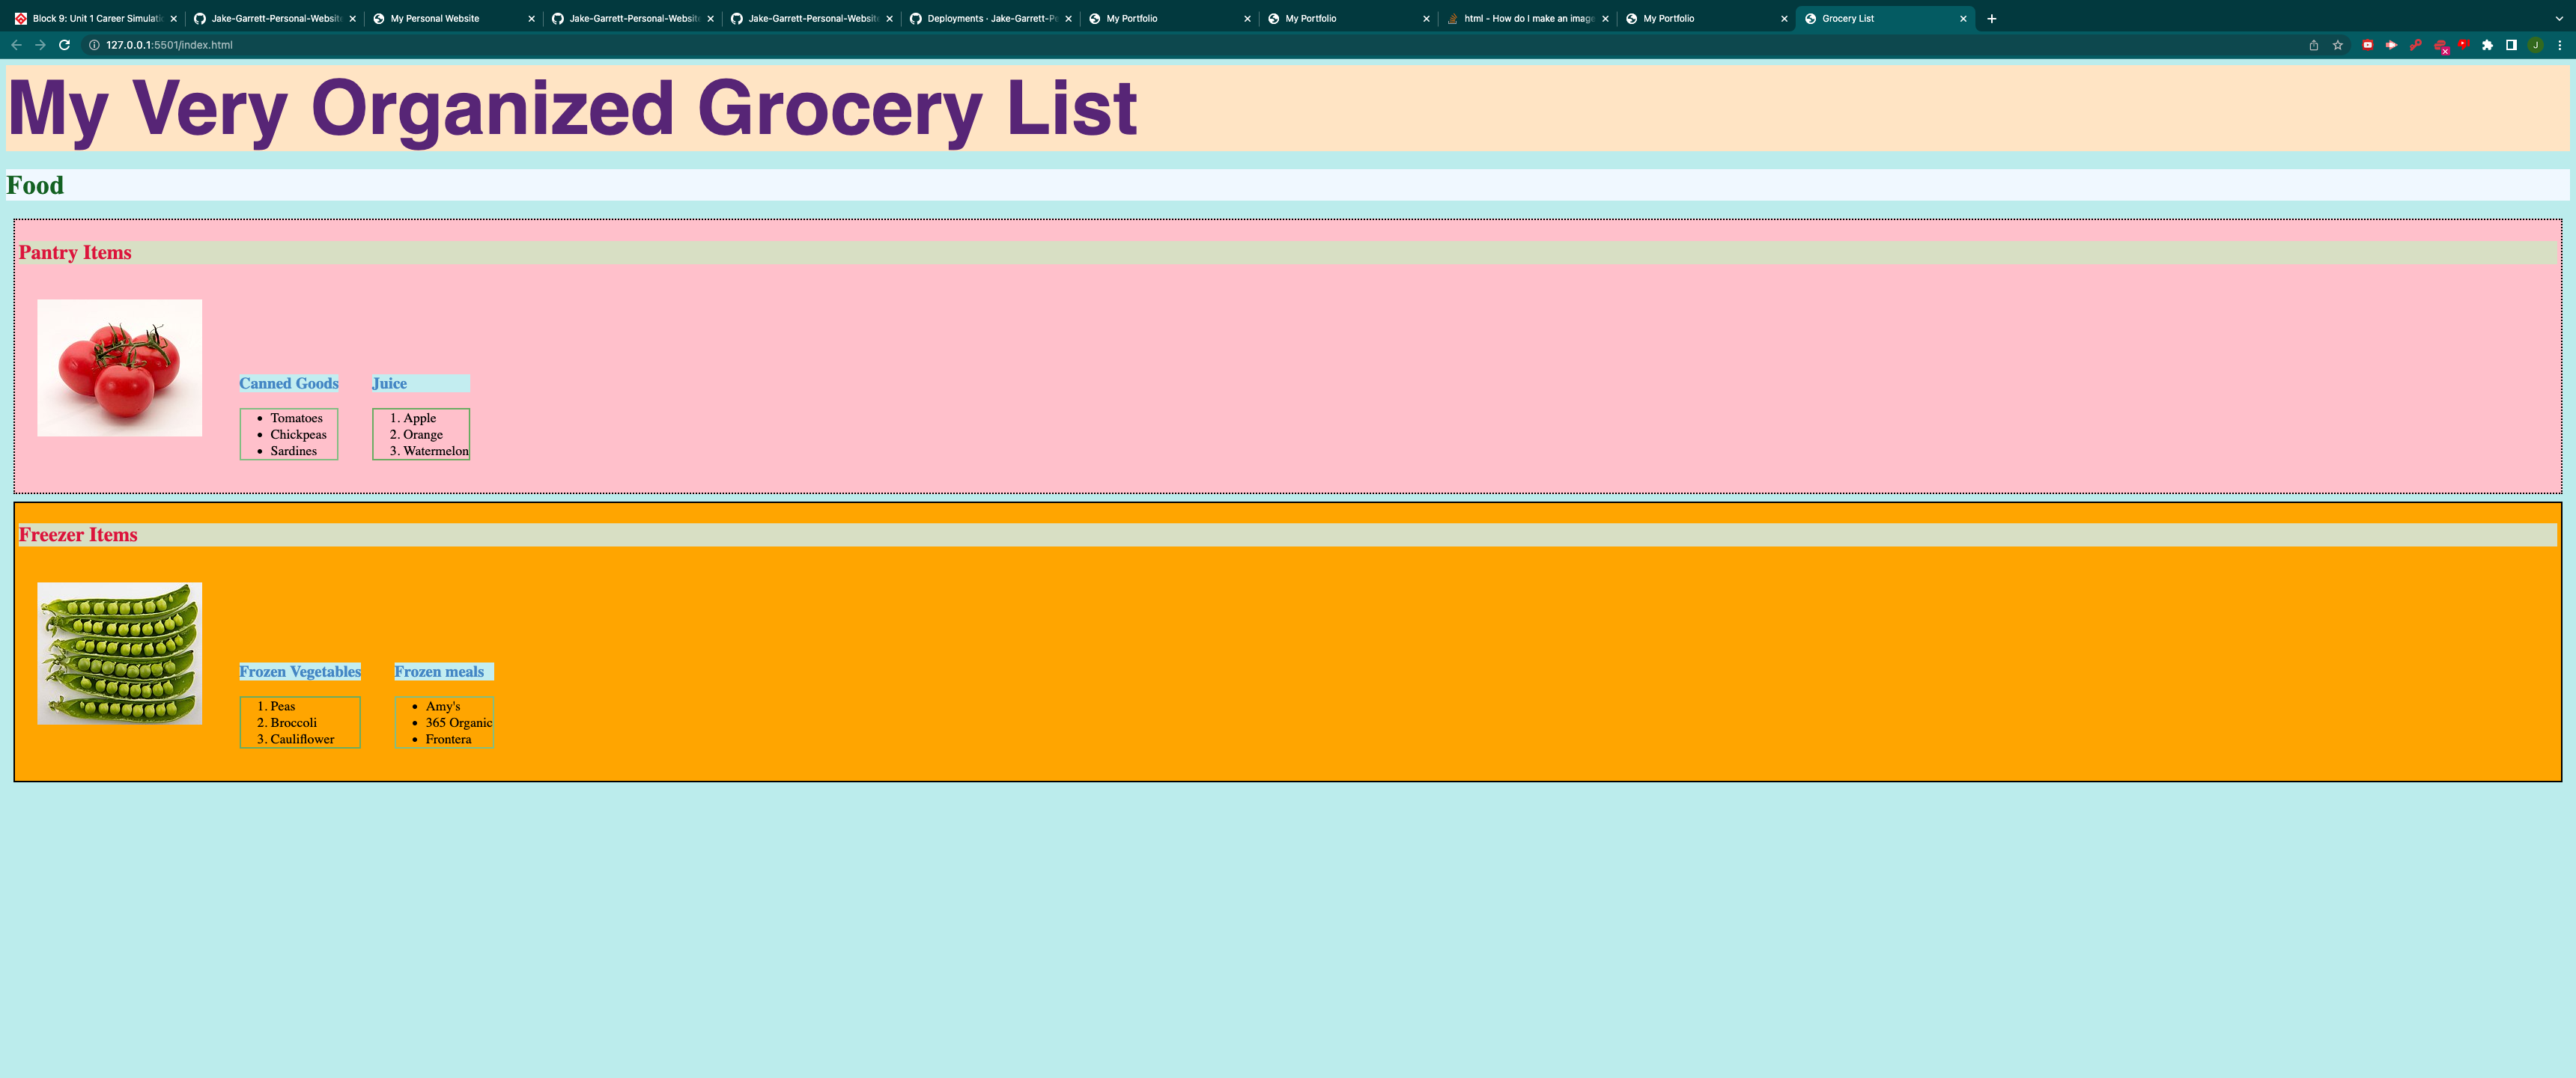 Block 9: Unit 1 Career Simulati
Jake-Garrett-Personal-Website
My Personal Website
Jake-Garrett-Personal-Website
Jake-Garrett-Personal-Website
Deployments · Jake-Garrett-Pe
My Portfolio
My Portfolio
html - How do I make an image
My Portfolio
Grocery List
127.0.0.1:5501/index.html
J
My Very Organized Grocery List
Food
Pantry Items
Canned Goods
• Tomatoes
• Chickpeas
• Sardines
Juice
1. Apple
2. Orange
3. Watermelon
Freezer Items
Frozen Vegetables
1. Peas
2. Broccoli
3. Cauliflower
Frozen meals
• Amy's
• 365 Organic
• Frontera